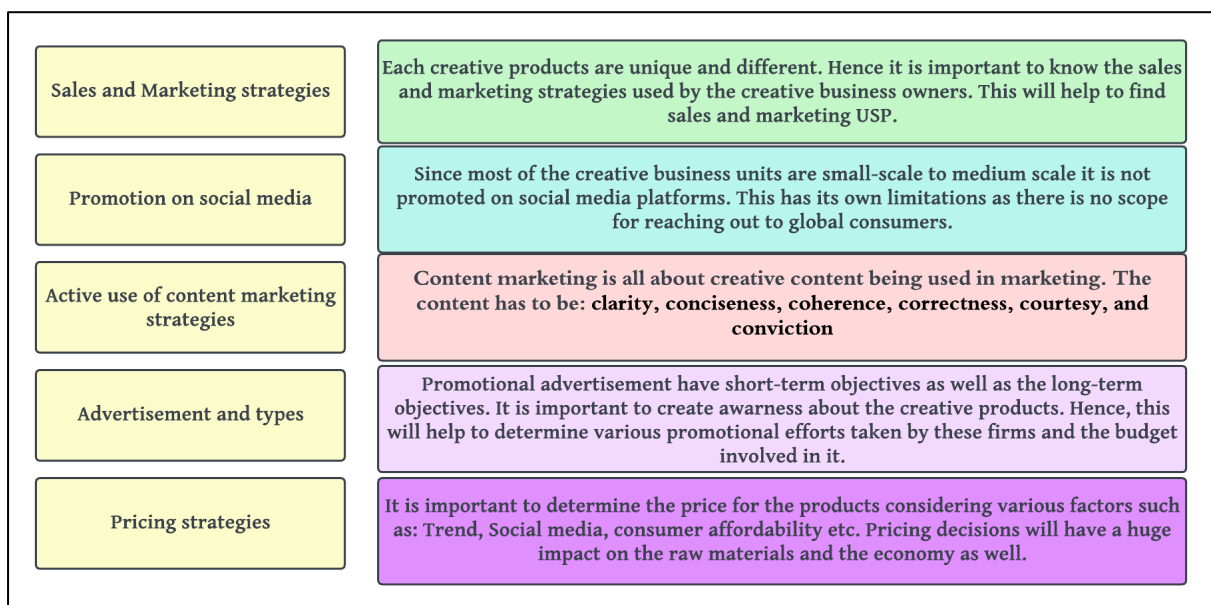 Sales and Marketing strategies
Each creative products are unique and different. Hence it is important to know the sales
and marketing strategies used by the creative business owners. This will help to find
sales and marketing USP.
Promotion on social media
Since most of the creative business units are small-scale to medium scale it is not
promoted on social media platforms. This has its own limitations as there is no scope
for reaching out to global consumers.
Active use of content marketing
strategies
Content marketing is all about creative content being used in marketing. The
content has to be: clarity, conciseness, coherence, correctness, courtesy, and
conviction
Advertisement and types
Promotional advertisement have short-term objectives as well as the long-term
objectives. It is important to create awarness about the creative products. Hence, this
will help to determine various promotional efforts taken by these firms and the budget
involved in it.
Pricing strategies
It is important to determine the price for the products considering various factors such
as: Trend, Social media, consumer affordability etc. Pricing decisions will have a huge
impact on the raw materials and the economy as well.